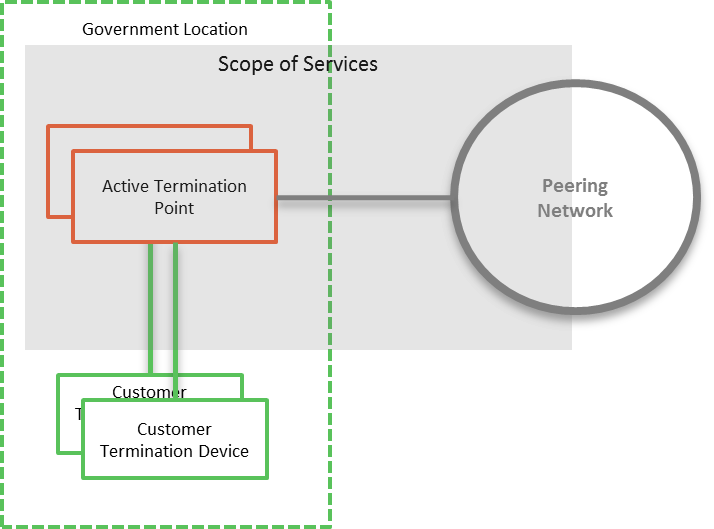 Government Location
Scope of Services
Active Termination
Point
Peering
Network
Customer
T
Customer
Termination Device